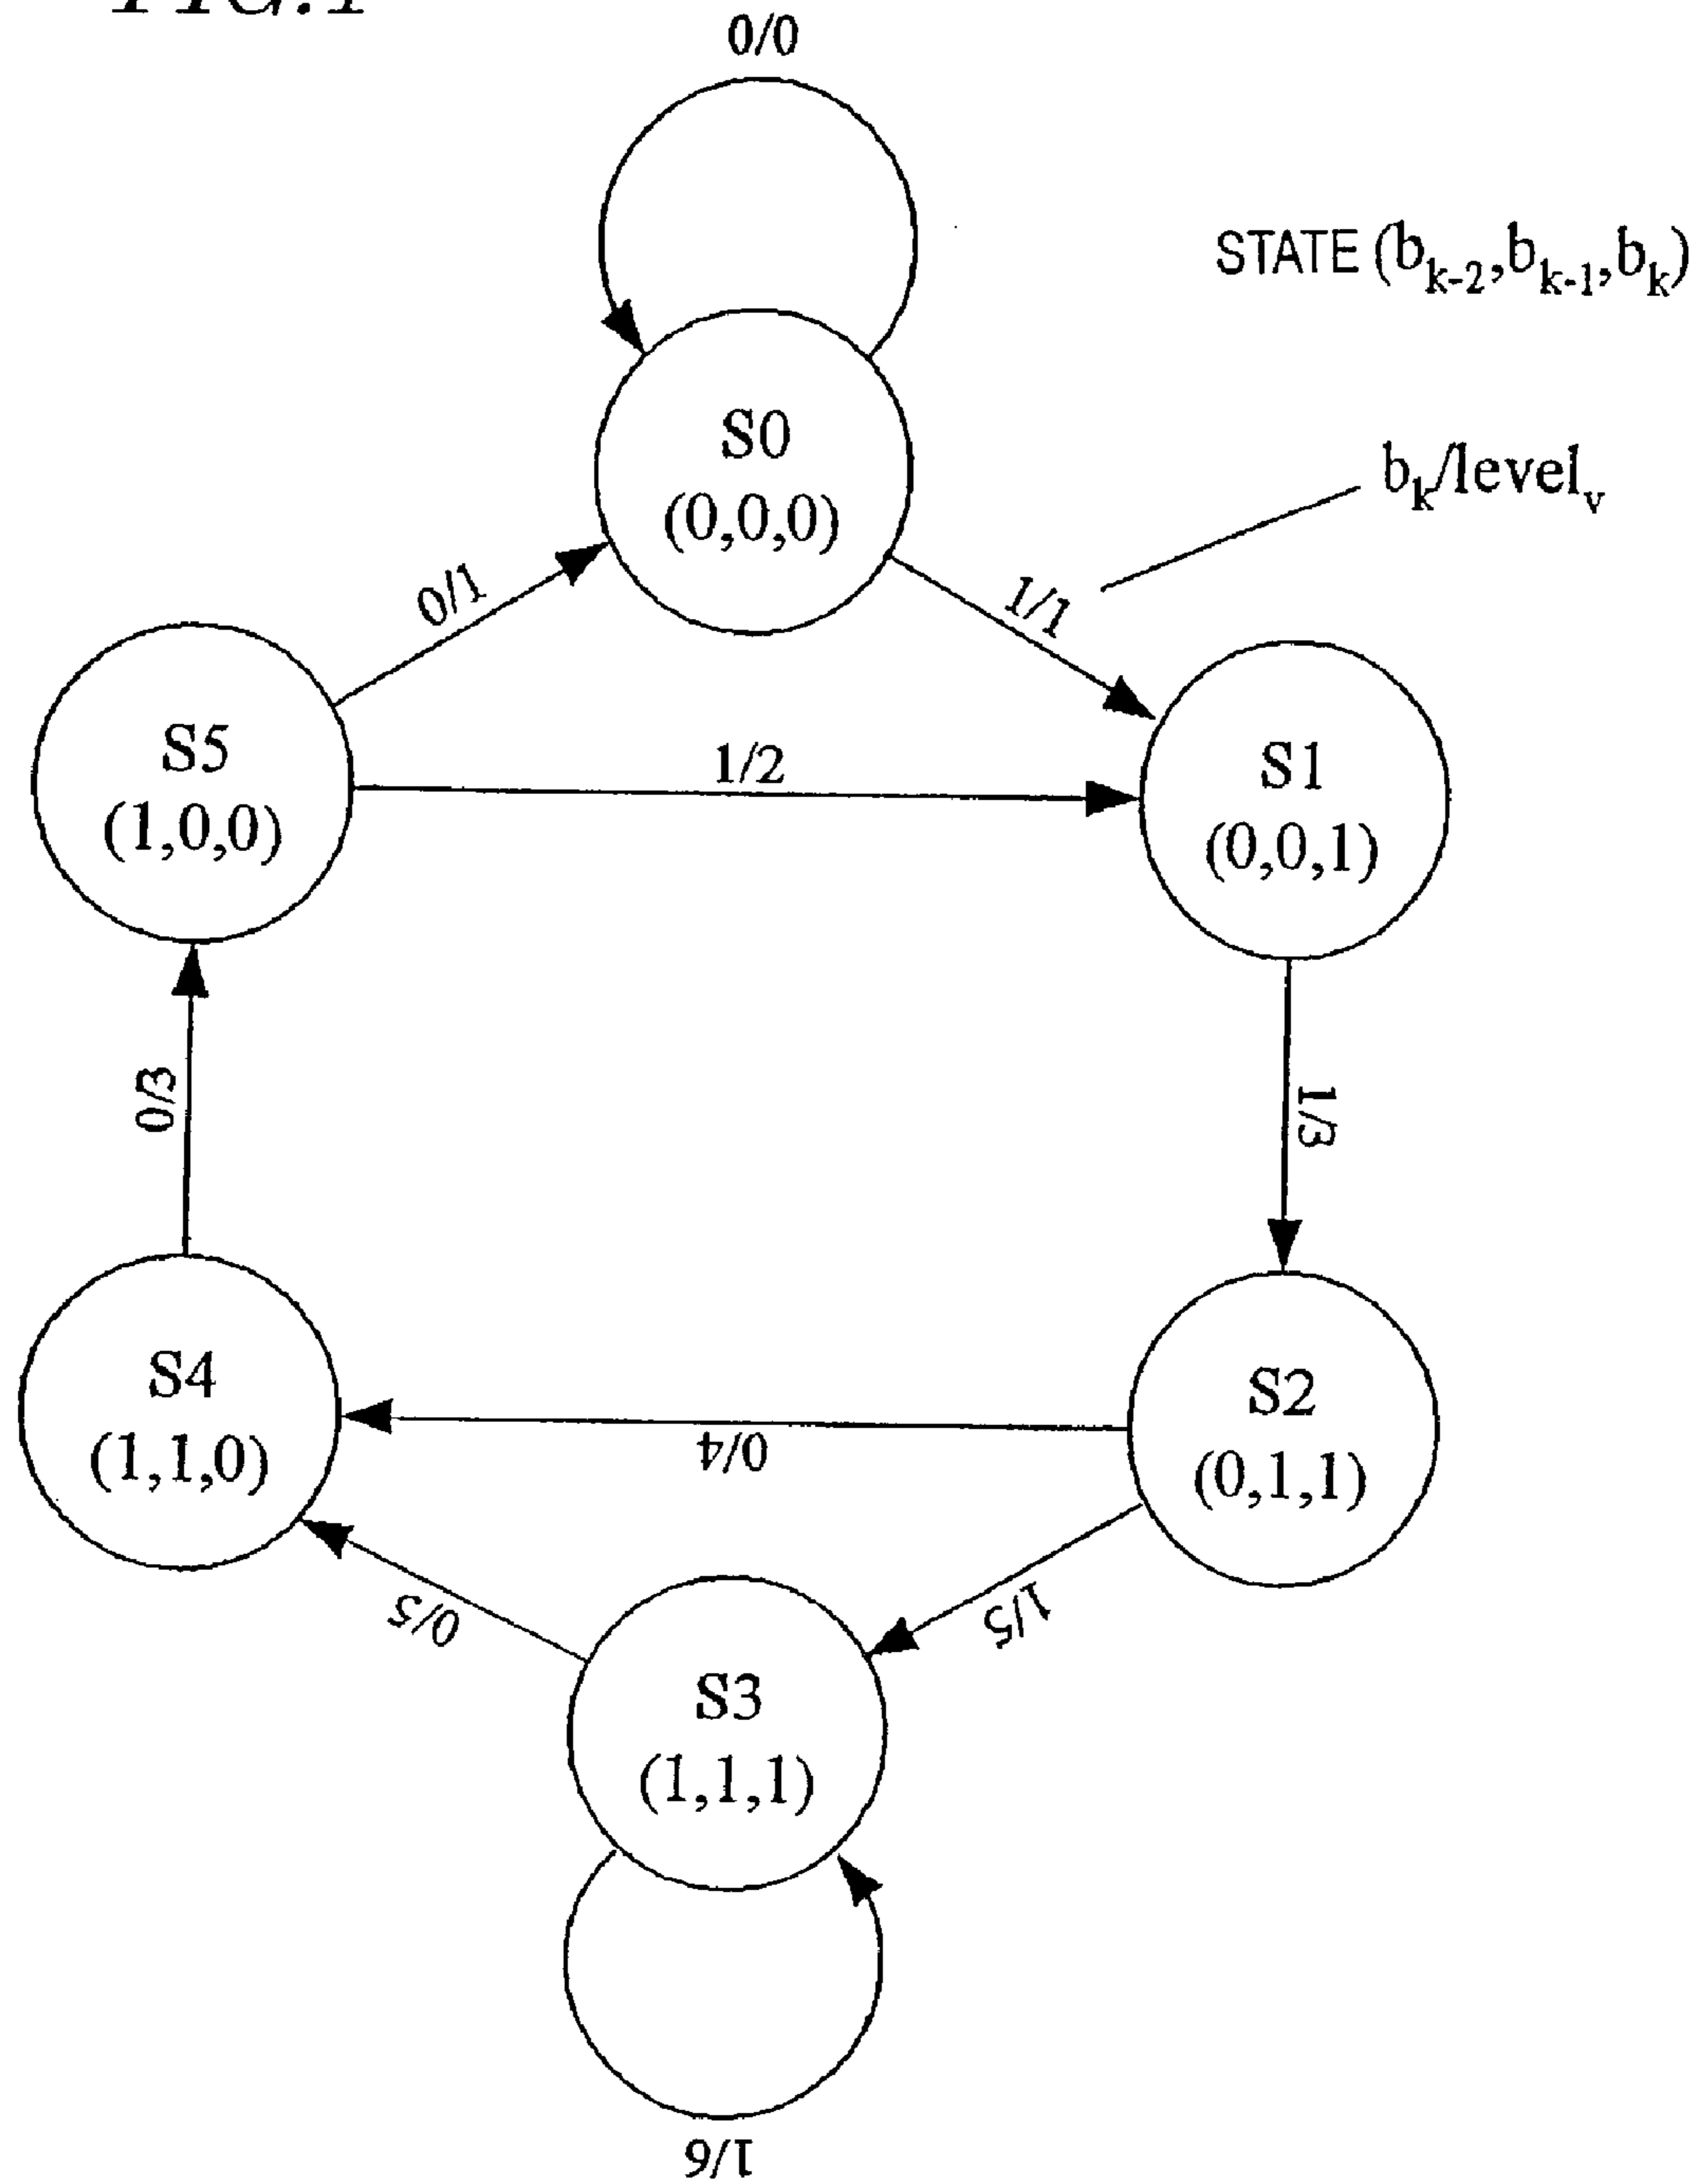 FIG.1
0/0
STATE (b_{k-2},b_{k-1},b_k)
S0
(0,0,0)
b_k/level_v
0/1
1/1
S5
(1,0,0)
1/2
S1
(0,0,1)
0/3
1/3
S4
(1,1,0)
0/4
S2
(0,1,1)
0/5
1/5
S3
(1,1,1)
1/6